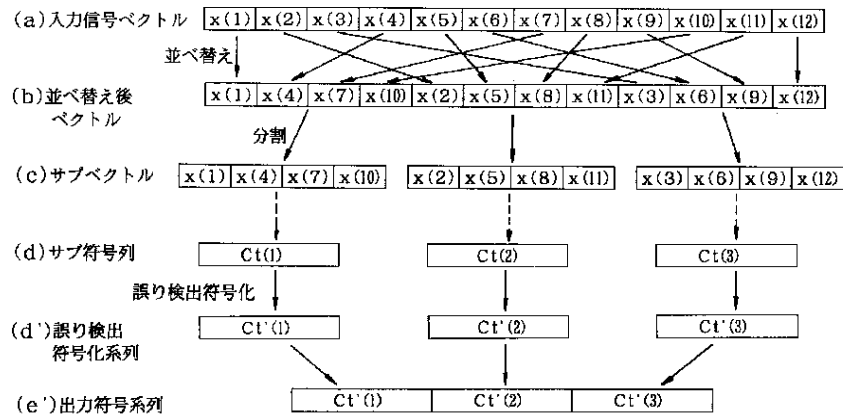 (a)入力信号ベクトル x(1) x(2) x(3) x(4) x(5) x(6) x(7) x(8) x(9) x(10) x(11) x(12)
並べ替え
(b)並べ替え後 x(1) x(4) x(7) x(10) x(2) x(5) x(8) x(11) x(3) x(6) x(9) x(12)
ベクトル
分割
(c)サブベクトル x(1) x(4) x(7) x(10) x(2) x(5) x(8) x(11) x(3) x(6) x(9) x(12)
(d)サブ符号列 Ct(1) Ct(2) Ct(3)
誤り検出符号化
(d')誤り検出 Ct'(1) Ct'(2) Ct'(3)
符号化系列
(e')出力符号系列 Ct'(1) Ct'(2) Ct'(3)